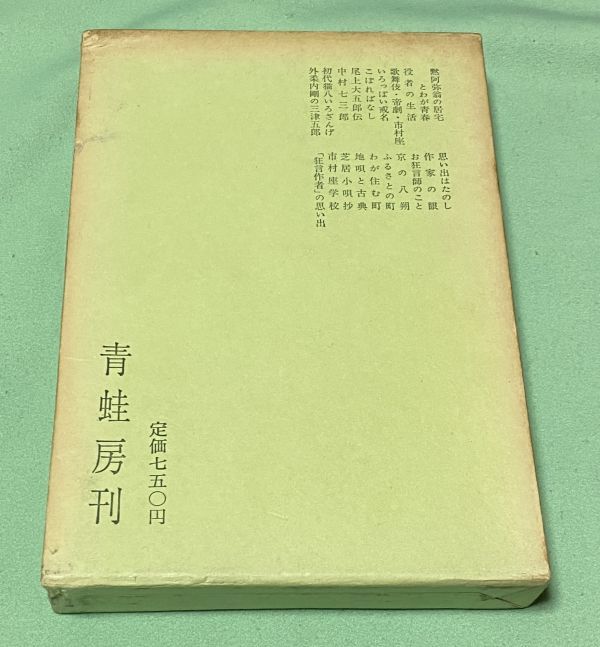 黙阿弥翁の居宅
とわが青春
役者の生活
歌舞伎・帝劇・市村座
いろっぽい戒名
こぼればなし
尾上大五郎伝
中村七三郎
初代猫八いろざんげ
外柔内剛の三津五郎
思い出はたのし
作家の眼
お狂言師のこと
京の八朔
ふるさとの町
わが住む町
地唄と古典
芝居小唄抄
市村座学校
「狂言作者」の思い出
定価七五〇円
青蛙房刊